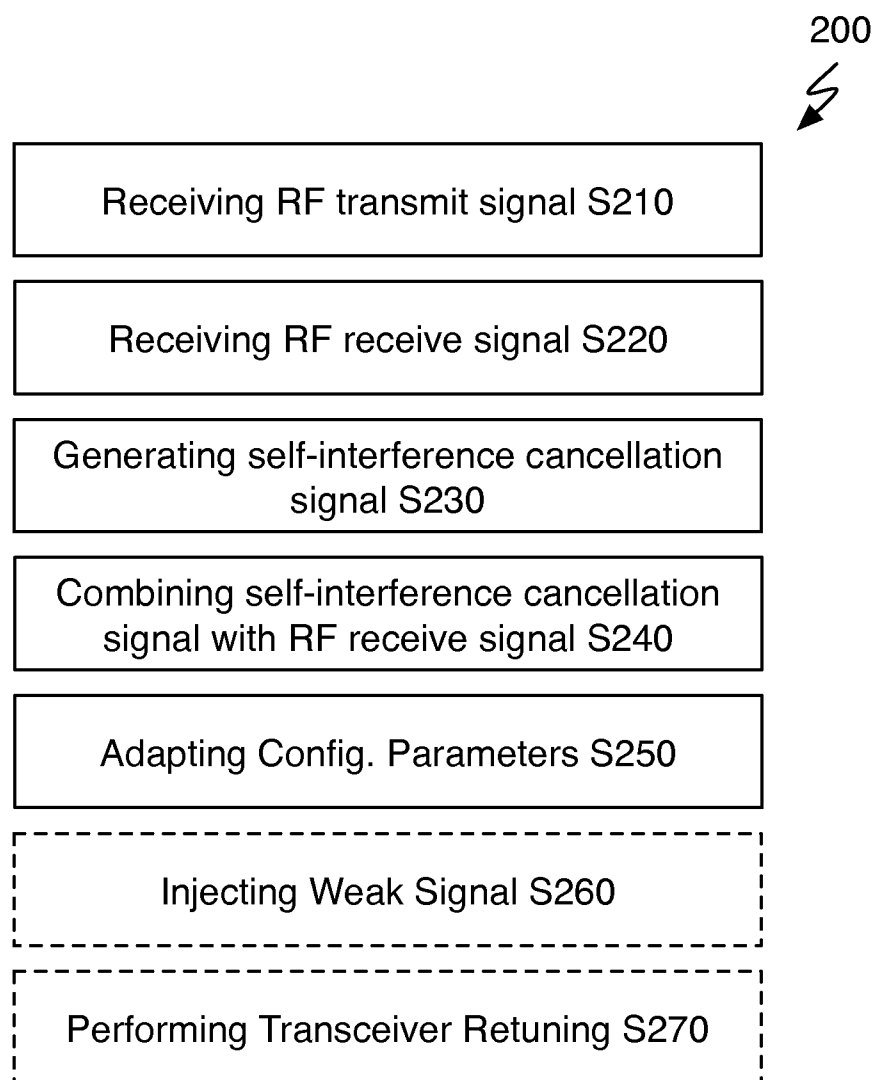 200
Receiving RF transmit signal S210
Receiving RF receive signal S220
Generating self-interference cancellation
signal S230
Combining self-interference cancellation
signal with RF receive signal S240
Adapting Config. Parameters S250
Injecting Weak Signal S260
Performing Transceiver Retuning S270